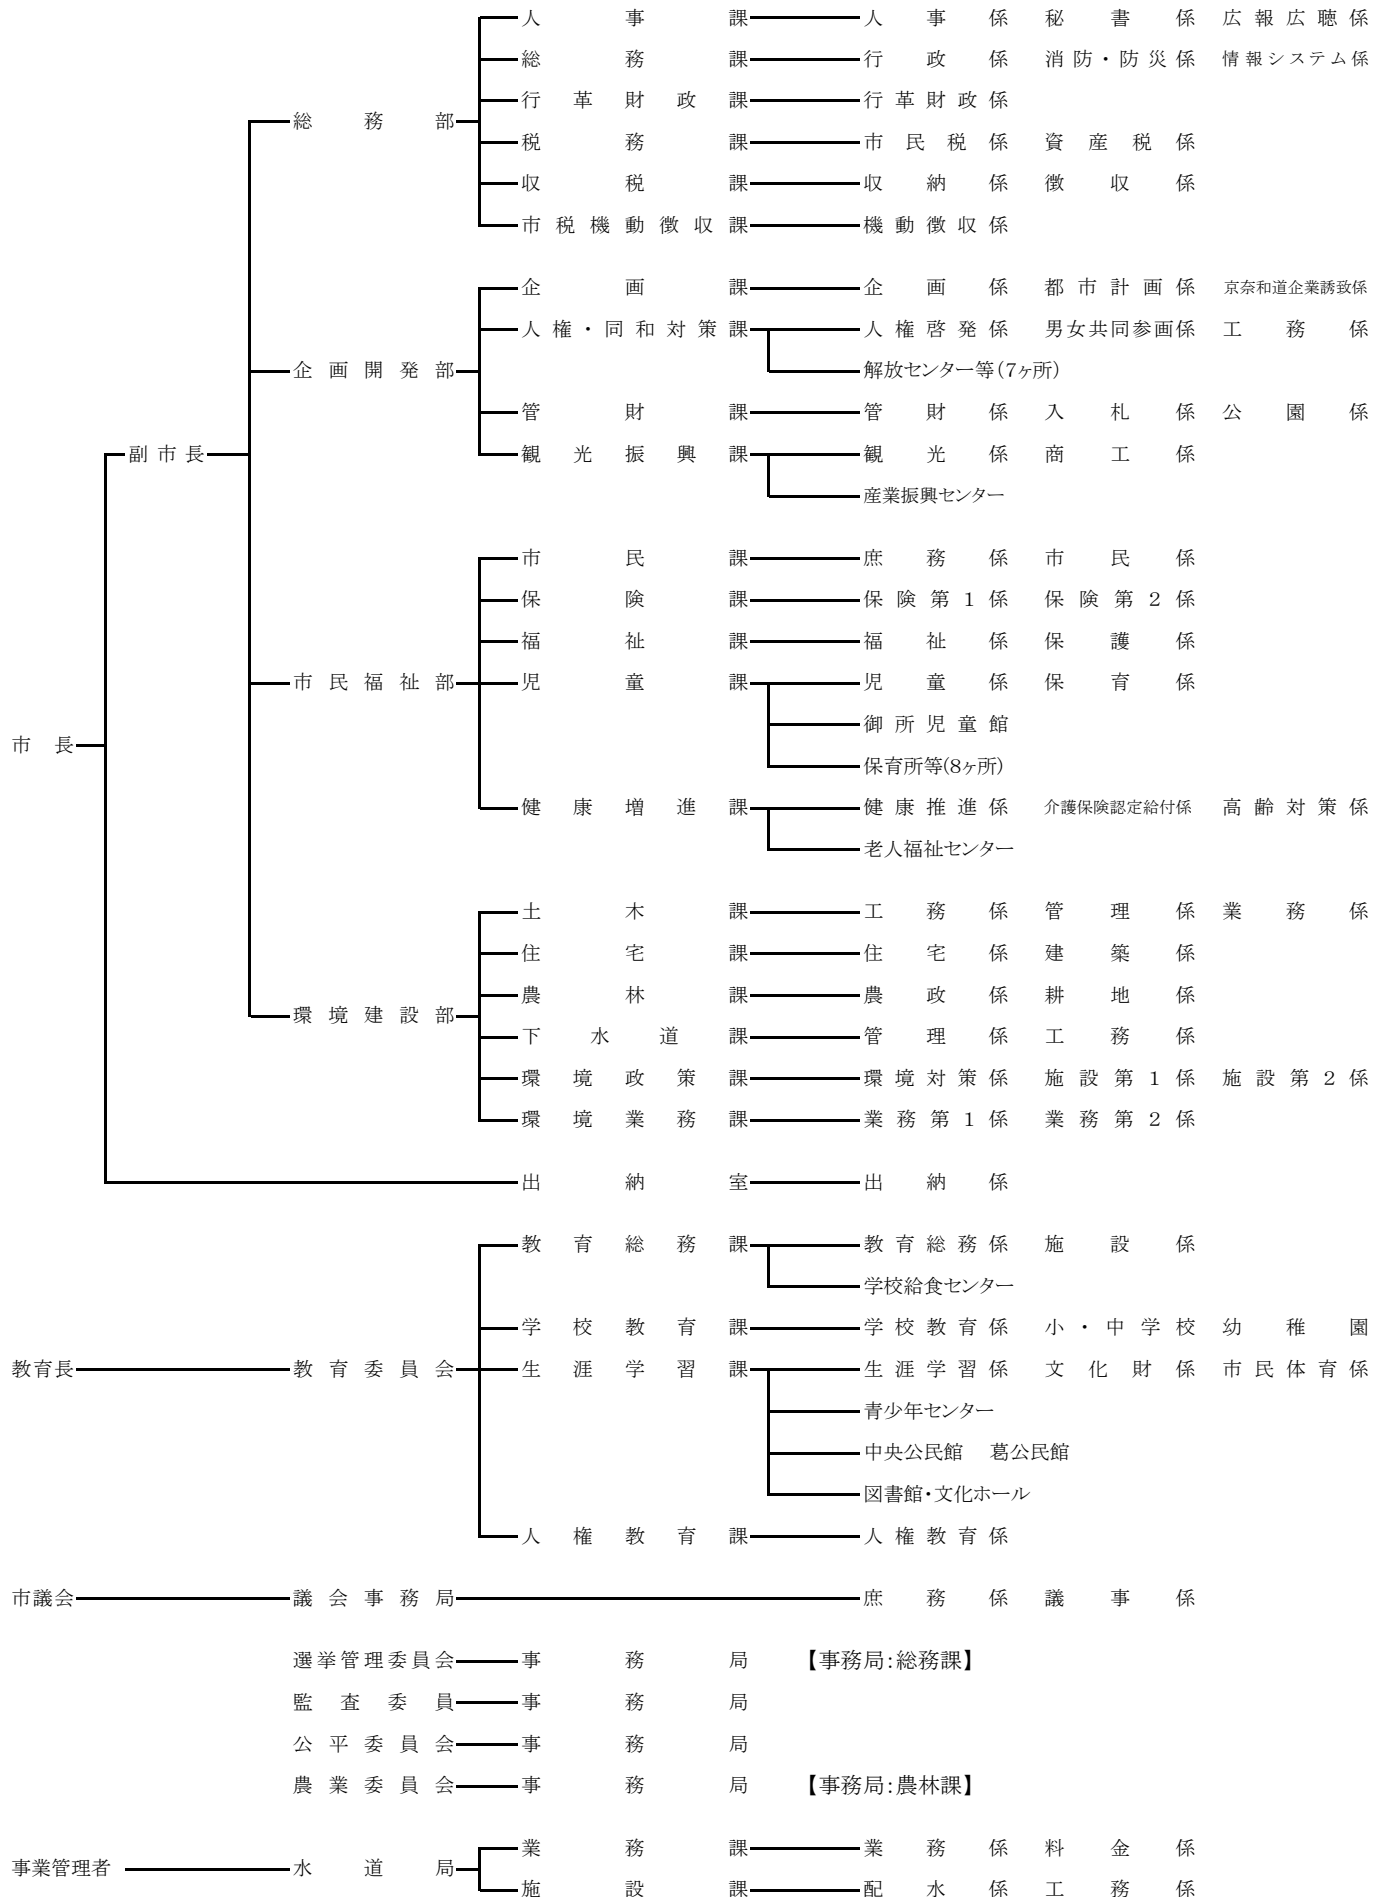 人事課 人事係 秘書係 広報広聴係
総務課 行政係 消防・防災係 情報システム係
行革財政課 行革財政係
総務部
税務課 市民税係 資産税係
収税課 収納係 徴収係
市税機動徴収課 機動徴収係
企画課 企画係 都市計画係 京奈和道企業誘致係
人権・同和対策課 人権啓発係 男女共同参画係 工務係
企画開発部 解放センター等(7ヶ所)
管財課 管財係 入札係 公園係
副市長 観光振興課 観光係 商工係
産業振興センター
市民課 庶務係 市民係
保険課 保険第1係 保険第2係
福祉課 福祉係 保護係
市民福祉部 児童課 児童係 保育係
御所児童館
市長
保育所等(8ヶ所)
健康増進課 健康推進係 介護保険認定給付係 高齢対策係
老人福祉センター
土木課 工務係 管理係 業務係
住宅課 住宅係 建築係
農林課 農政係 耕地係
環境建設部
下水道課 管理係 工務係
環境政策課 環境対策係 施設第1係 施設第2係
環境業務課 業務第1係 業務第2係
出納室 出納係
教育総務課 教育総務係 施設係
学校給食センター
学校教育課 学校教育係 小・中学校 幼稚園
教育長 教育委員会 生涯学習課 生涯学習係 文化財係 市民体育係
青少年センター
中央公民館 葛公民館
図書館・文化ホール
人権教育課 人権教育係
市議会 議会事務局 庶務係 議事係
選挙管理委員会 事務局 【事務局:総務課】
監査委員 事務局
公平委員会 事務局
農業委員会 事務局 【事務局:農林課】
業務課 業務係 料金係
事業管理者 水道局
施設課 配水係 工務係